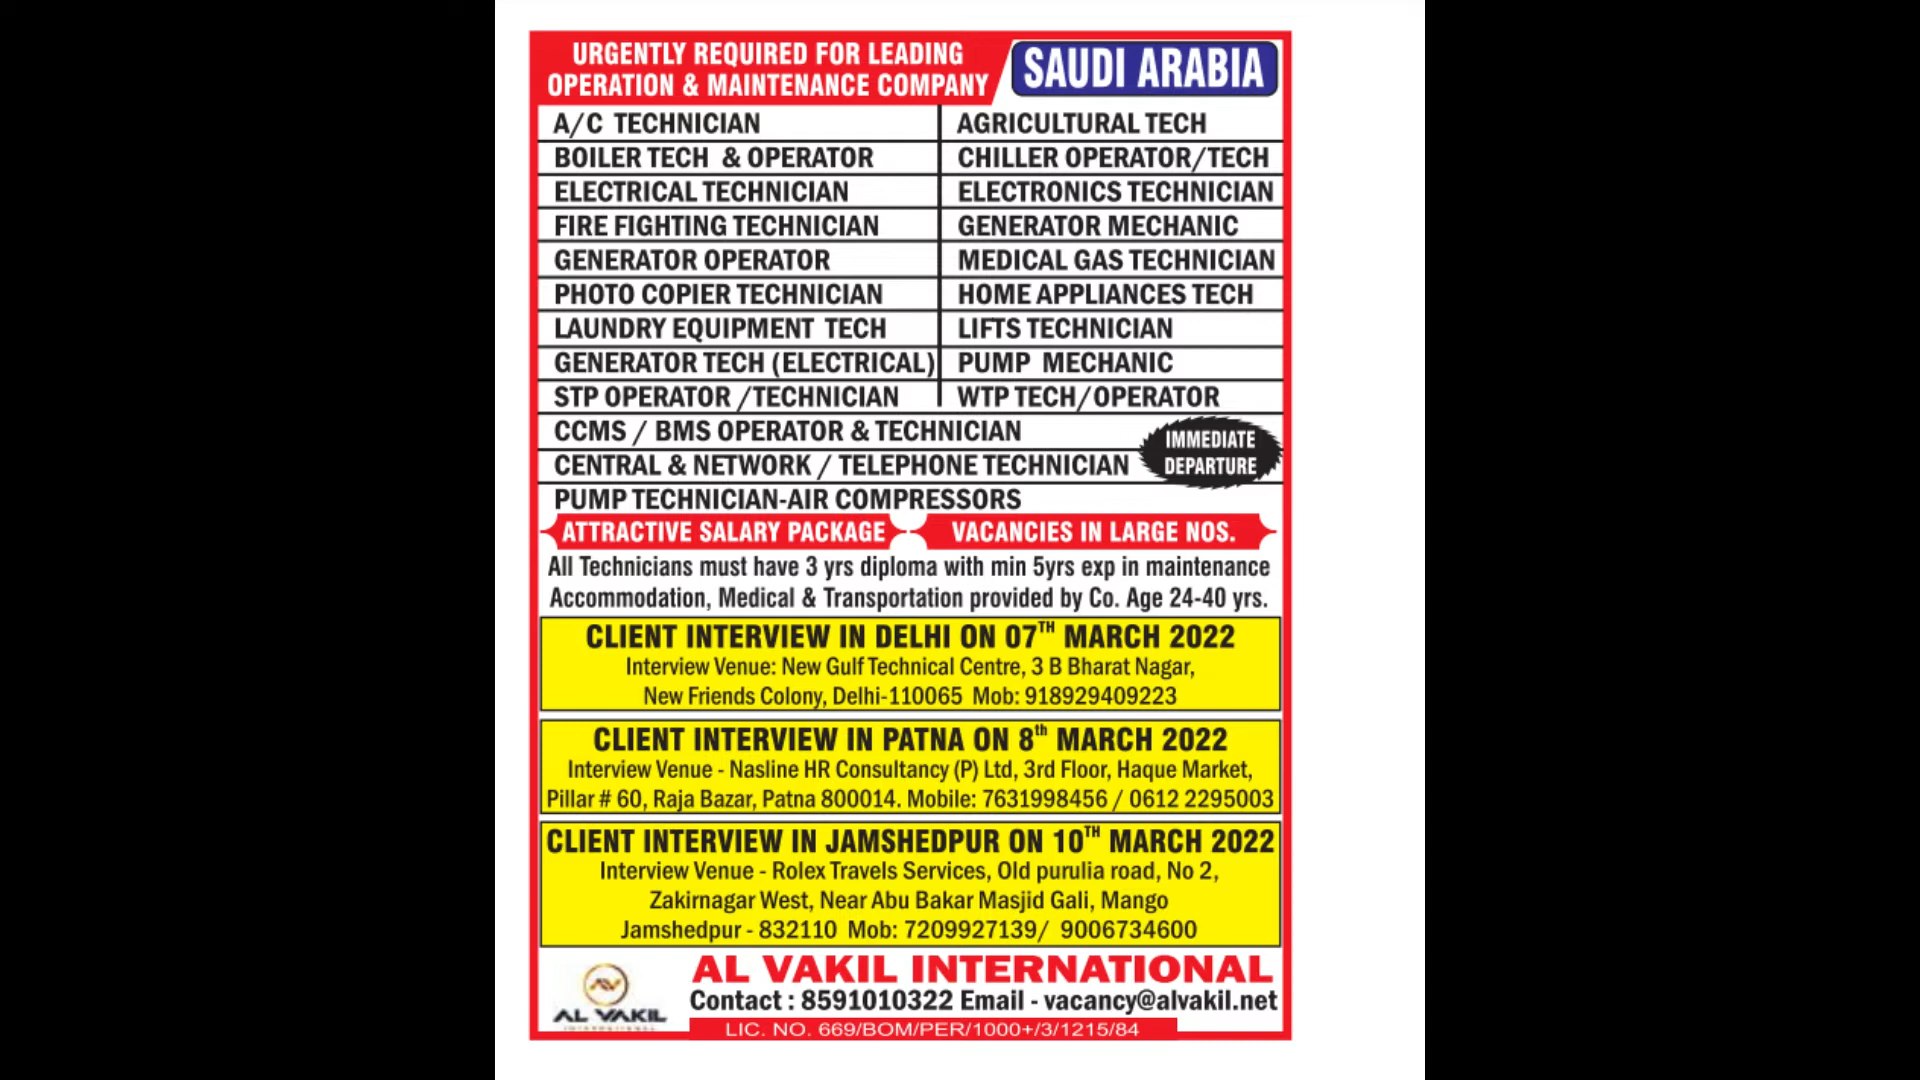 URGENTLY REQUIRED FOR LEADING
OPERATION & MAINTENANCE COMPANY
SAUDI ARABIA
A/C TECHNICIAN
AGRICULTURAL TECH
BOILER TECH & OPERATOR
CHILLER OPERATOR/TECH
ELECTRICAL TECHNICIAN
ELECTRONICS TECHNICIAN
FIRE FIGHTING TECHNICIAN
GENERATOR MECHANIC
GENERATOR OPERATOR
MEDICAL GAS TECHNICIAN
PHOTO COPIER TECHNICIAN
HOME APPLIANCES TECH
LAUNDRY EQUIPMENT TECH
LIFTS TECHNICIAN
GENERATOR TECH (ELECTRICAL)
PUMP MECHANIC
STP OPERATOR /TECHNICIAN
WTP TECH/OPERATOR
CCMS / BMS OPERATOR & TECHNICIAN
CENTRAL & NETWORK / TELEPHONE TECHNICIAN
IMMEDIATE
DEPARTURE
PUMP TECHNICIAN-AIR COMPRESSORS
ATTRACTIVE SALARY PACKAGE
VACANCIES IN LARGE NOS.
All Technicians must have 3 yrs diploma with min 5yrs exp in maintenance
Accommodation, Medical & Transportation provided by Co. Age 24-40 yrs.
CLIENT INTERVIEW IN DELHI ON 07TH MARCH 2022
Interview Venue: New Gulf Technical Centre, 3 B Bharat Nagar,
New Friends Colony, Delhi-110065 Mob: 918929409223
CLIENT INTERVIEW IN PATNA ON 8th MARCH 2022
Interview Venue - Nasline HR Consultancy (P) Ltd, 3rd Floor, Haque Market,
Pillar # 60, Raja Bazar, Patna 800014. Mobile: 7631998456 / 0612 2295003
CLIENT INTERVIEW IN JAMSHEDPUR ON 10TH MARCH 2022
Interview Venue - Rolex Travels Services, Old purulia road, No 2,
Zakirnagar West, Near Abu Bakar Masjid Gali, Mango
Jamshedpur - 832110 Mob: 7209927139/ 9006734600
AL VAKIL INTERNATIONAL
Contact : 8591010322 Email - vacancy@alvakil.net
AL VAKIL
INTERNATIONAL
LIC. NO. 669/BOM/PER/1000+/3/1215/84